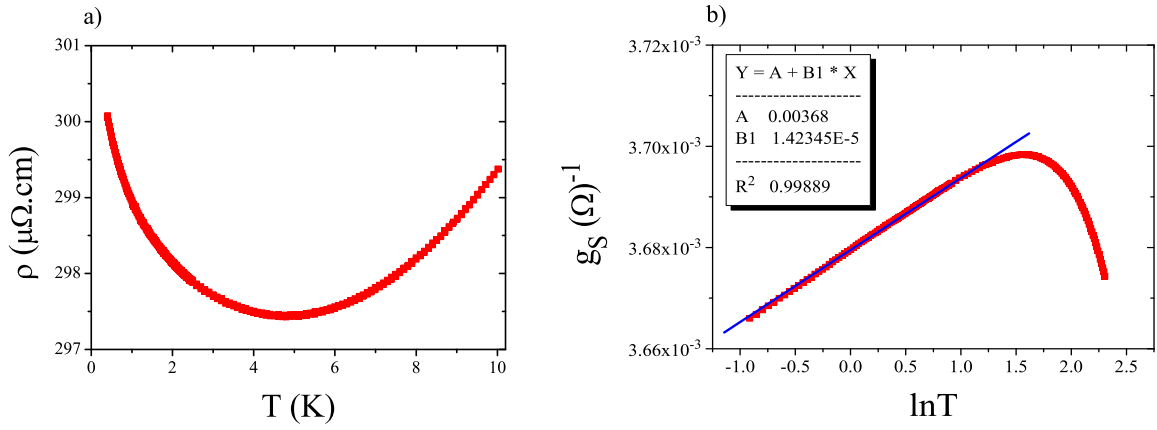 a)
301
300
299
298
297
0
2
4
6
8
10
ρ (μΩ.cm)
T (K)
b)
3.72x10⁻³
3.70x10⁻³
3.68x10⁻³
3.66x10⁻³
-1.0
-0.5
0.0
0.5
1.0
1.5
2.0
2.5
gS (Ω)⁻¹
lnT
Y = A + B1 * X
---------------------
A 0.00368
B1 1.42345E-5
---------------------
R² 0.99889